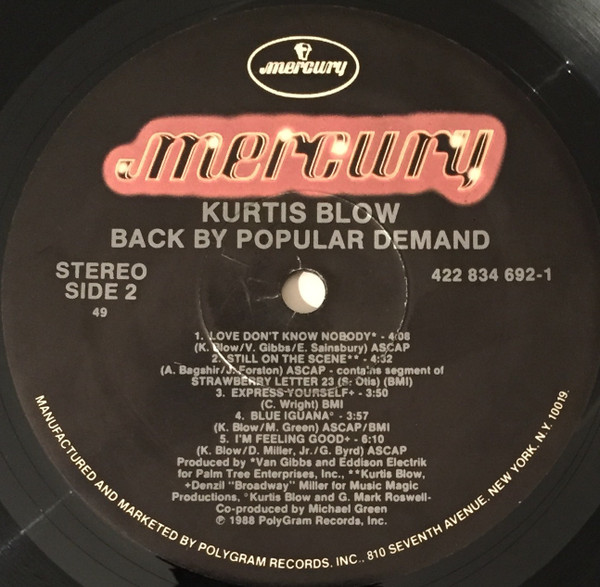 mercury
mercury
KURTIS BLOW
BACK BY POPULAR DEMAND
STEREO
SIDE 2
49
422 834 692-1
1. LOVE DON'T KNOW NOBODY* - 4:08
(K. Blow/V. Gibbs/E. Sainsbury) ASCAP
2. STILL ON THE SCENE** - 4:32
(A. Bagshir/J. Forston) ASCAP - contains segment of
STRAWBERRY LETTER 23 (S. Otis) (BMI)
3. EXPRESS YOURSELF+ - 3:50
(C. Wright) BMI
4. BLUE IGUANA° - 3:57
(K. Blow/M. Green) ASCAP/BMI
5. I'M FEELING GOOD+ - 6:10
(K. Blow/D. Miller, Jr./G. Byrd) ASCAP
Produced by *Van Gibbs and Eddison Electrik
for Palm Tree Enterprises, Inc., **Kurtis Blow,
+Denzil "Broadway" Miller for Music Magic
Productions, °Kurtis Blow and G. Mark Roswell-
Co-produced by Michael Green
℗ 1988 PolyGram Records, Inc.
MANUFACTURED AND MARKETED BY POLYGRAM RECORDS, INC., 810 SEVENTH AVENUE, NEW YORK, N.Y. 10019.